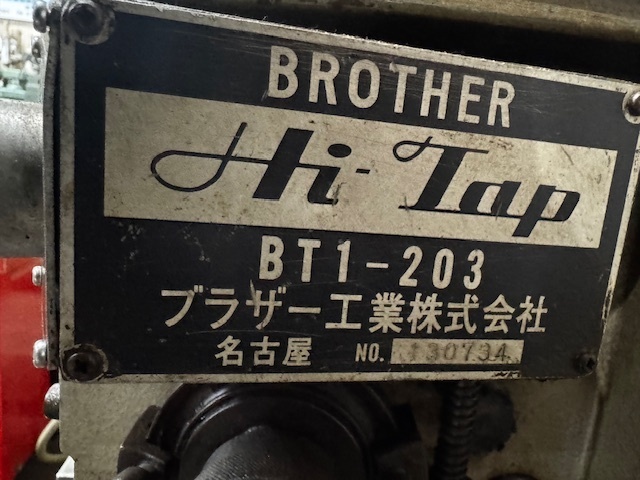 BROTHER
Hi-Tap
BT1-203
ブラザー工業株式会社
名古屋 NO. 130734